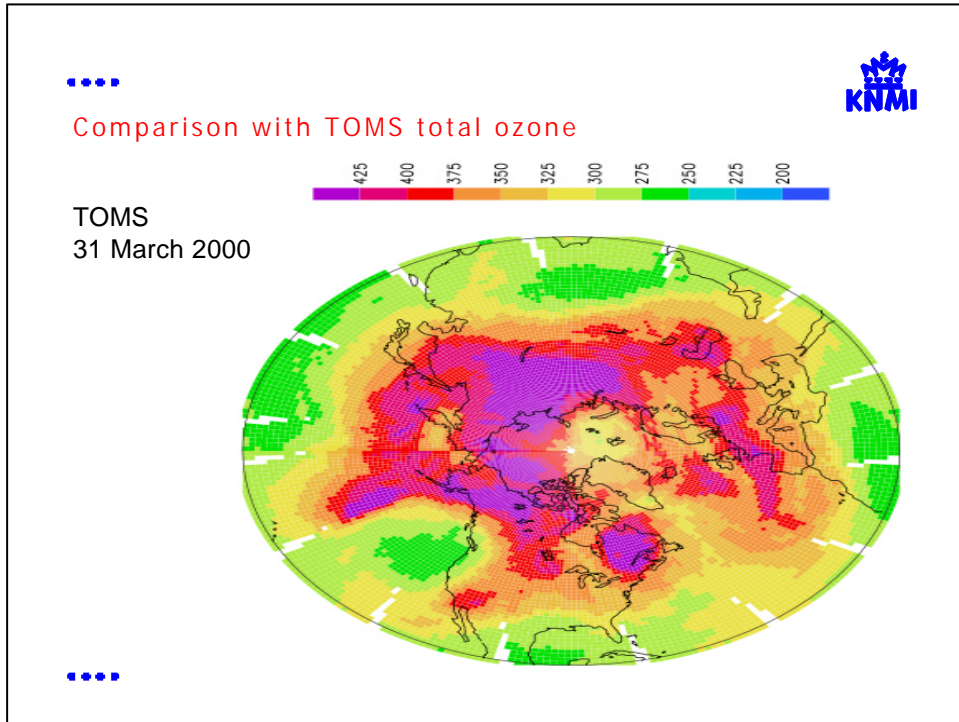 KNMI
Comparison with TOMS total ozone
425 400 375 350 325 300 275 250 225 200
TOMS
31 March 2000